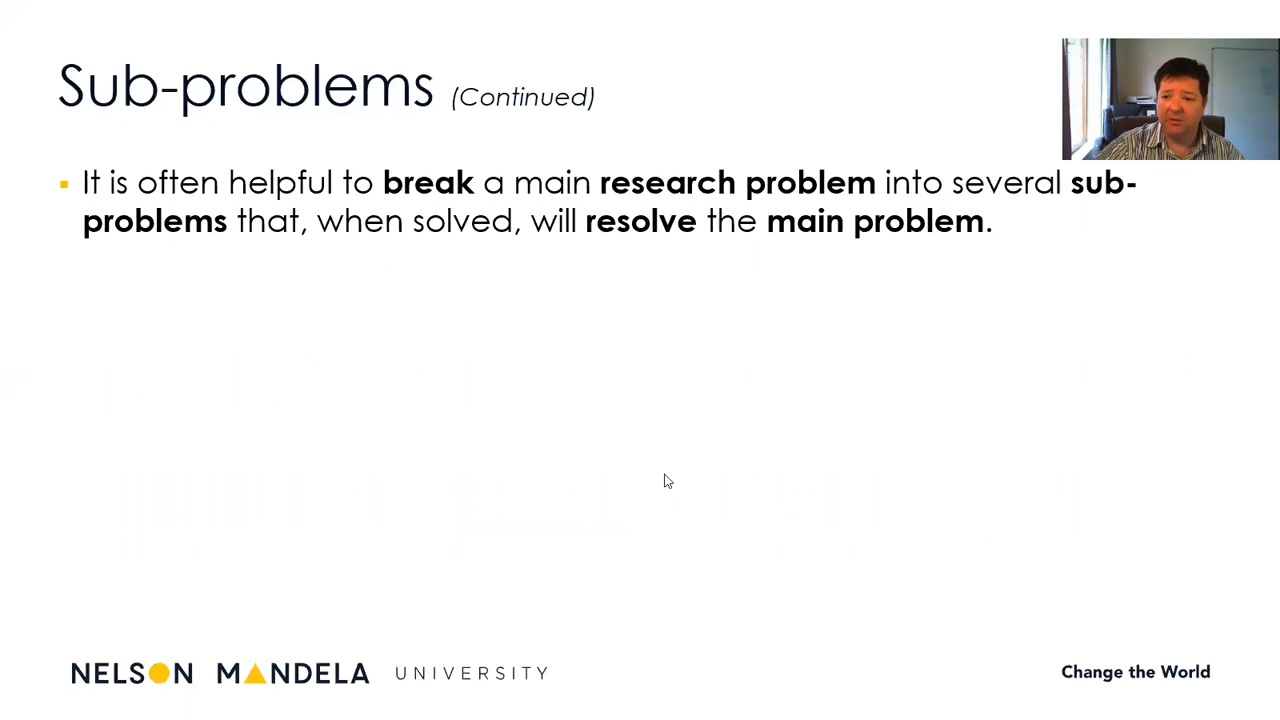 Sub-problems (Continued)
▪ It is often helpful to break a main research problem into several sub-
problems that, when solved, will resolve the main problem.
NELSON MANDELA UNIVERSITY
Change the World